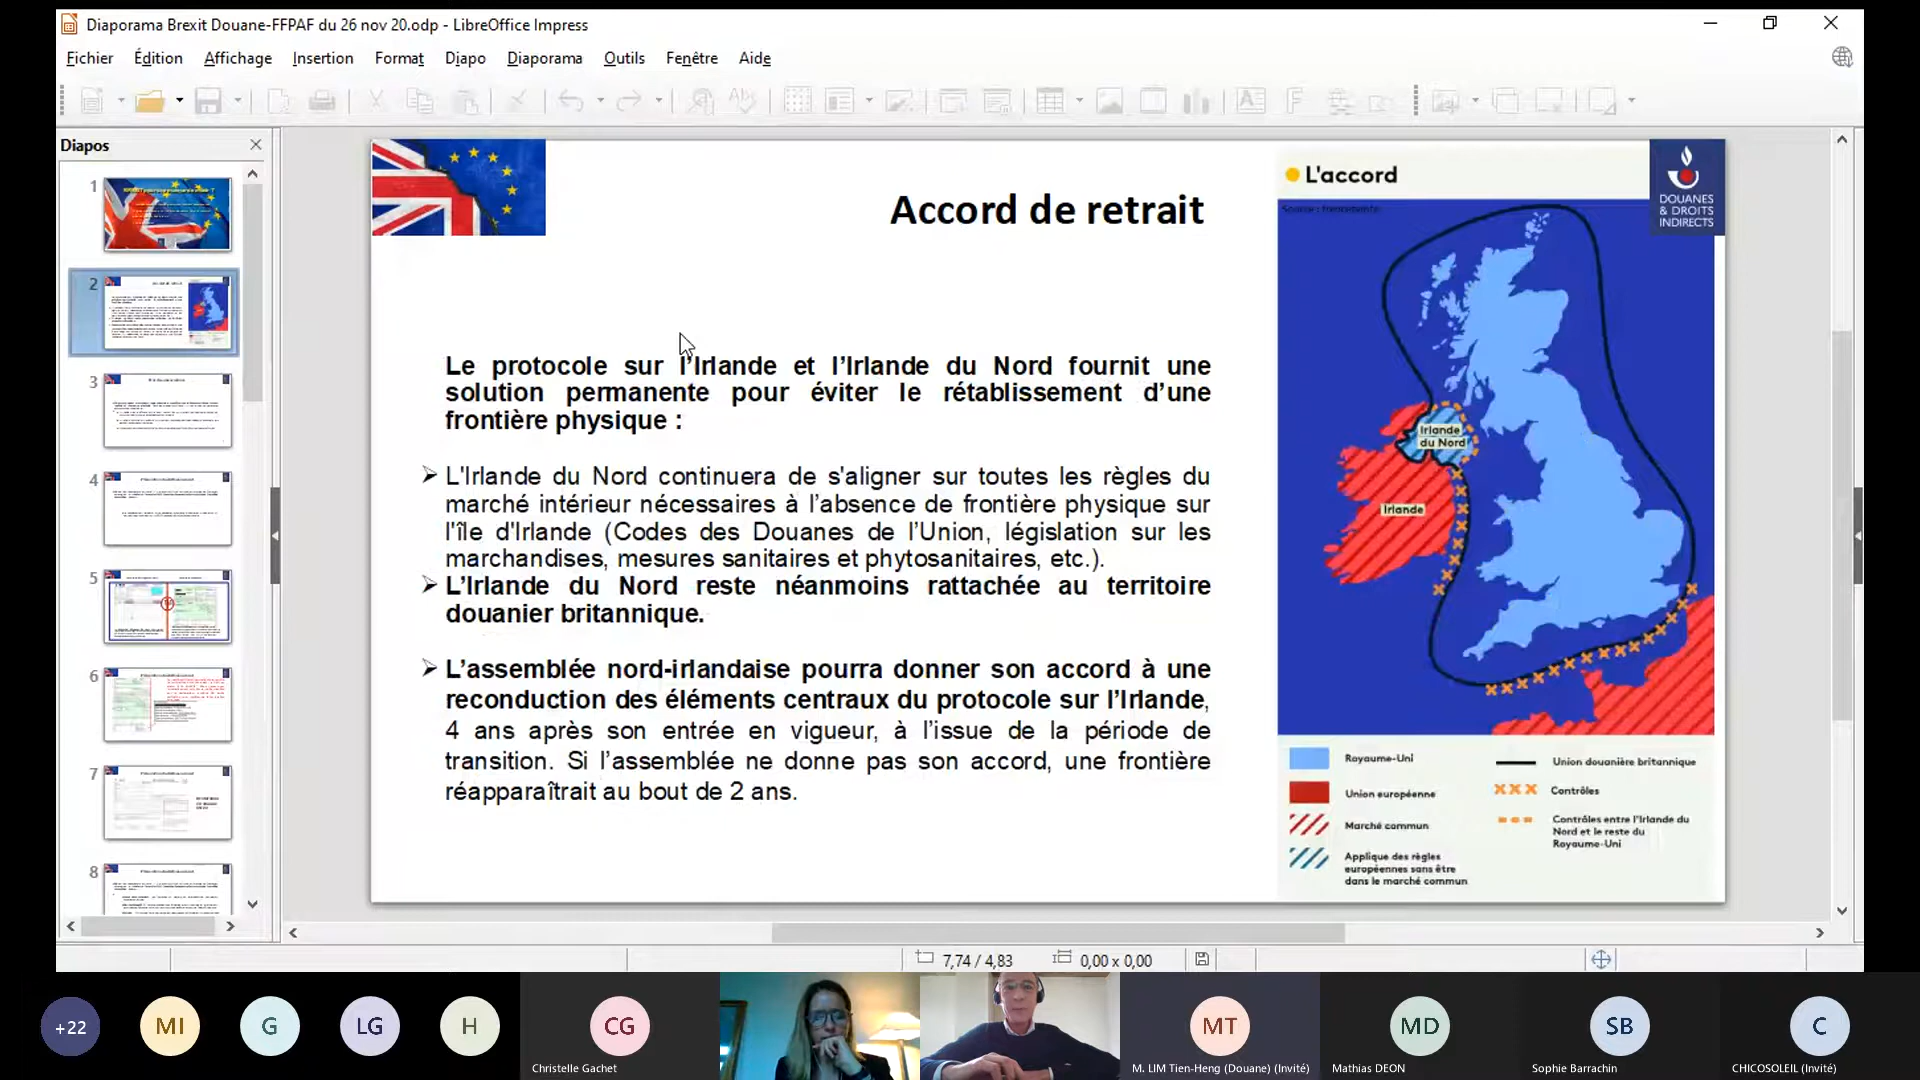 Diaporama Brexit Douane-FFPAF du 26 nov 20.odp - LibreOffice Impress
Fichier Édition Affichage Insertion Format Diapo Diaporama Outils Fenêtre Aide
Diapos
1
2
3
4
5
6
7
8
Accord de retrait
Le protocole sur l’Irlande et l’Irlande du Nord fournit une
solution permanente pour éviter le rétablissement d’une
frontière physique :
➢ L'Irlande du Nord continuera de s'aligner sur toutes les règles du
marché intérieur nécessaires à l’absence de frontière physique sur
l'île d'Irlande (Codes des Douanes de l’Union, législation sur les
marchandises, mesures sanitaires et phytosanitaires, etc.).
➢ L’Irlande du Nord reste néanmoins rattachée au territoire
douanier britannique.
➢ L’assemblée nord-irlandaise pourra donner son accord à une
reconduction des éléments centraux du protocole sur l’Irlande,
4 ans après son entrée en vigueur, à l’issue de la période de
transition. Si l’assemblée ne donne pas son accord, une frontière
réapparaîtrait au bout de 2 ans.
L'accord
DOUANES
& DROITS
INDIRECTS
Irlande
du Nord
Irlande
Royaume-Uni
Union européenne
Marché commun
Applique des règles
européennes sans être
dans le marché commun
Union douanière britannique
Contrôles
Contrôles entre l'Irlande du
Nord et le reste du
Royaume-Uni
7,74 / 4,83
0,00 x 0,00
+22
MI
G
LG
H
CG
Christelle Gachet
MT
M. LIM Tien-Heng (Douane) (Invité)
MD
Mathias DEON
SB
Sophie Barrachin
C
CHICOSOLEIL (Invité)